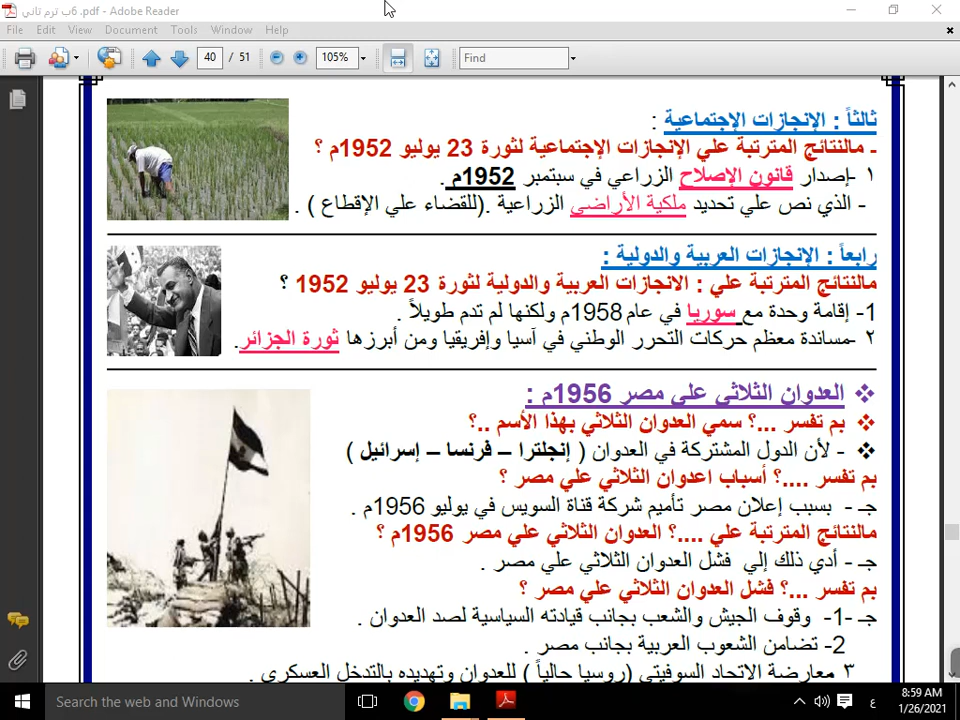 6ب ترم تاني .pdf - Adobe Reader
File Edit View Document Tools Window Help
40 / 51 105% Find
ثالثاً : الإنجازات الإجتماعية :
ـ مالنتائج المترتبة علي الإنجازات الإجتماعية لثورة 23 يوليو 1952م ؟
١ -إصدار قانون الإصلاح الزراعي في سبتمبر 1952م .
- الذي نص علي تحديد ملكية الأراضي الزراعية .(للقضاء علي الإقطاع ) .
رابعاً : الإنجازات العربية والدولية :
مالنتائج المترتبة علي : الانجازات العربية والدولية لثورة 23 يوليو 1952 ؟
1- إقامة وحدة مع سوريا في عام 1958م ولكنها لم تدم طويلاً .
٢ -مساندة معظم حركات التحرر الوطني في آسيا وإفريقيا ومن أبرزها ثورة الجزائر.
❖ العدوان الثلاثي علي مصر 1956م :
❖ بم تفسر ...؟ سمي العدوان الثلاثي بهذا الأسم ..؟
❖ - لأن الدول المشتركة في العدوان ( إنجلترا – فرنسا – إسرائيل )
بم تفسر ....؟ أسباب اعدوان الثلاثي علي مصر ؟
جـ - بسبب إعلان مصر تأميم شركة قناة السويس في يوليو 1956م .
مالنتائج المترتبة علي ....؟ العدوان الثلاثي علي مصر 1956م ؟
جـ - أدي ذلك إلي فشل العدوان الثلاثي علي مصر .
بم تفسر ...؟ فشل العدوان الثلاثي علي مصر ؟
جـ -1- وقوف الجيش والشعب بجانب قيادته السياسية لصد العدوان .
2- تضامن الشعوب العربية بجانب مصر .
٣ معارضة الاتحاد السوفيتي (روسيا حالياً ) للعدوان وتهديده بالتدخل العسكري .
Search the web and Windows
ع
8:59 AM
1/26/2021